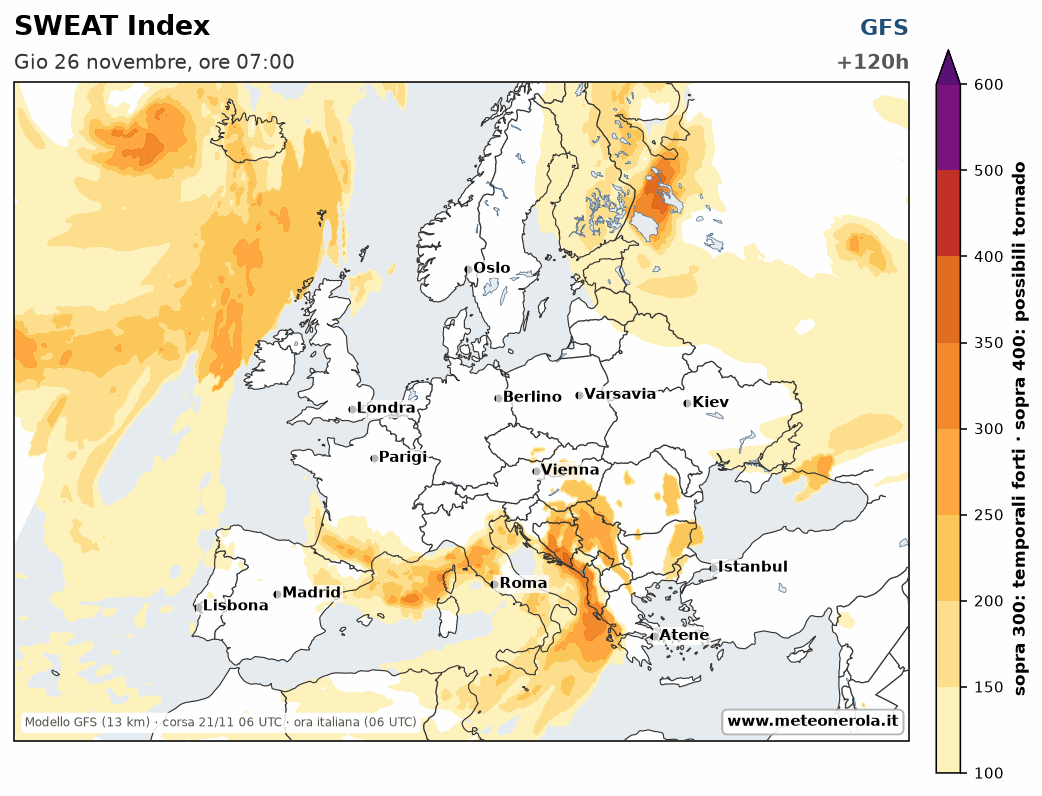 SWEAT Index
GFS
Gio 26 novembre, ore 07:00
+120h
600
500
400
350
300
250
200
150
100
sopra 300: temporali forti · sopra 400: possibili tornado
Oslo
Berlino
Varsavia
Kiev
Londra
Parigi
Vienna
Istanbul
Roma
Madrid
Lisbona
Atene
Modello GFS (13 km) · corsa 21/11 06 UTC · ora italiana (06 UTC)
www.meteonerola.it